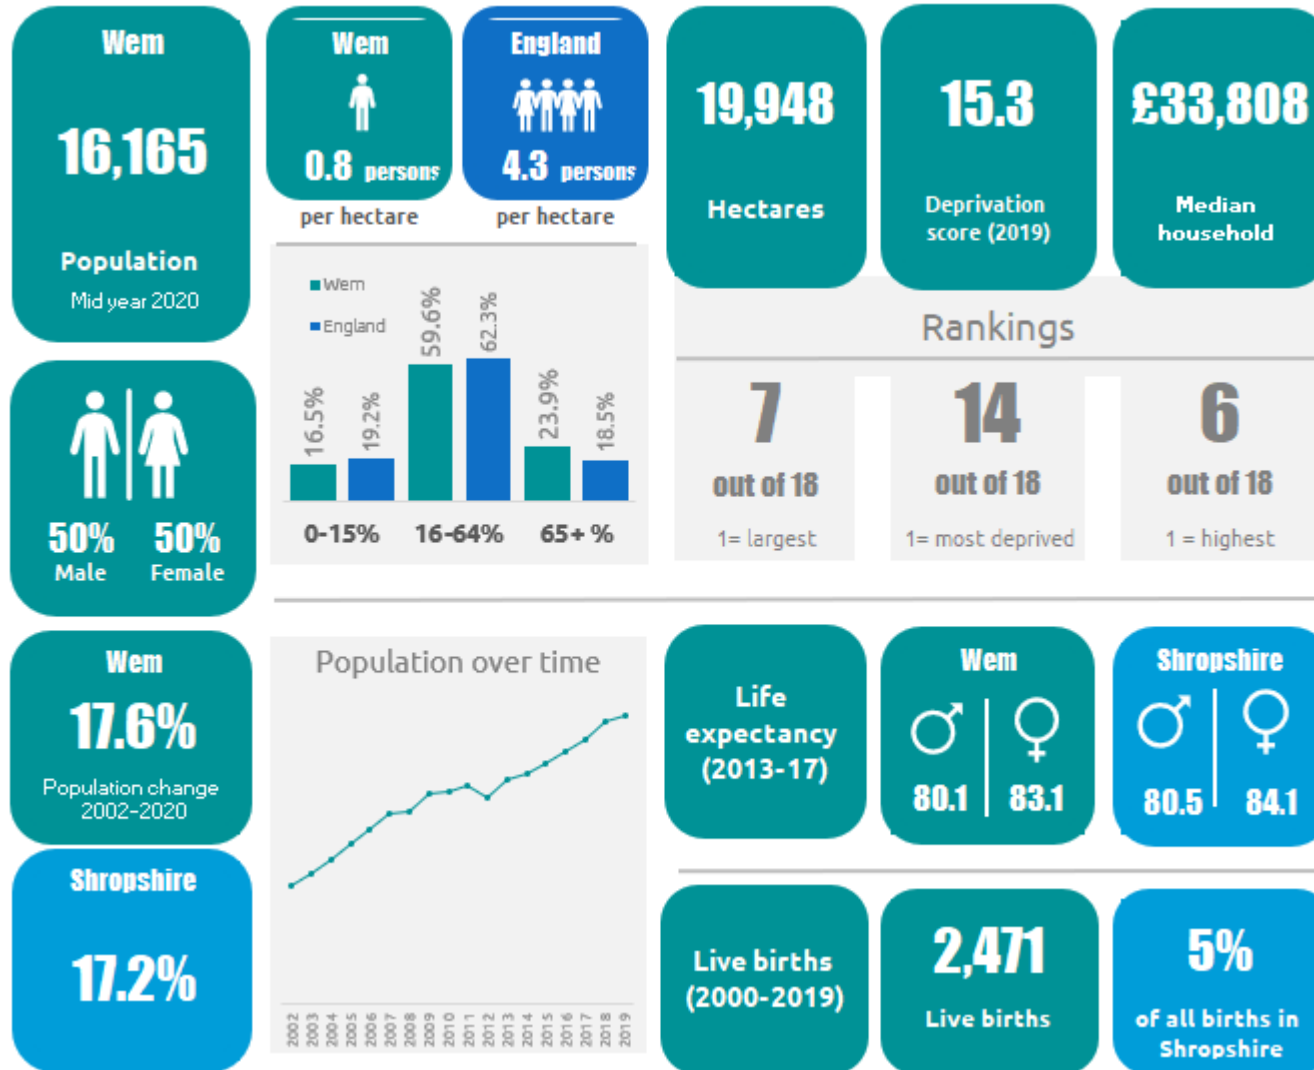 Wem
16,165
Population
Mid year 2020
Wem
0.8 persons
per hectare
England
4.3 persons
per hectare
19,948
Hectares
15.3
Deprivation
score (2019)
£33,808
Median
household
Wem
England
16.5%
19.2%
59.6%
62.3%
23.9%
18.5%
0-15%
16-64%
65+ %
Rankings
7
out of 18
1= largest
14
out of 18
1= most deprived
6
out of 18
1 = highest
50%
Male
50%
Female
Wem
17.6%
Population change
2002-2020
Shropshire
17.2%
Population over time
2002
2003
2004
2005
2006
2007
2008
2009
2010
2011
2012
2013
2014
2015
2016
2017
2018
2019
Life
expectancy
(2013-17)
Wem
80.1
83.1
Shropshire
80.5
84.1
Live births
(2000-2019)
2,471
Live births
5%
of all births in
Shropshire